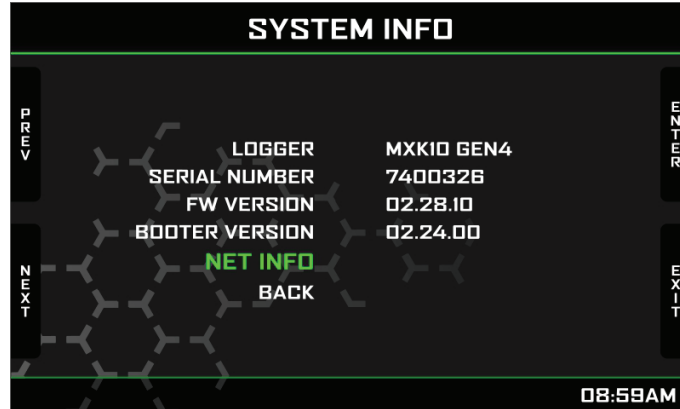 SYSTEM INFO
PREV
ENTER
LOGGER MXK10 GEN4
SERIAL NUMBER 7400326
FW VERSION 02.28.10
BOOTER VERSION 02.24.00
NET INFO
BACK
NEXT
EXIT
08:59AM